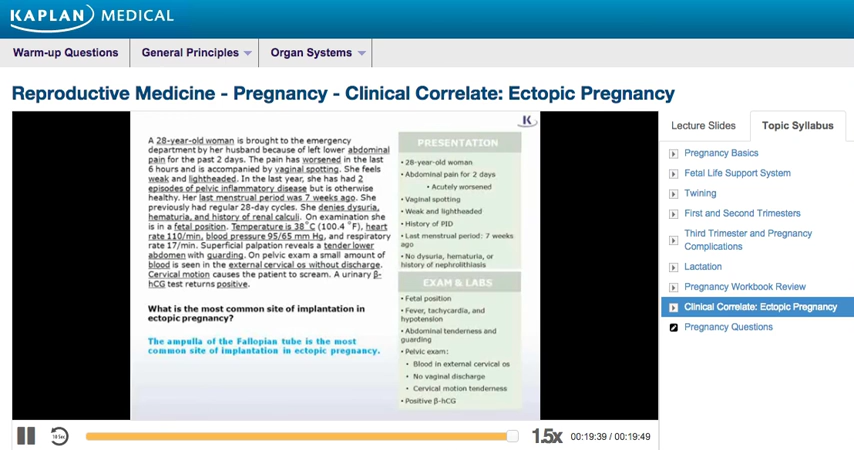 KAPLAN MEDICAL
Warm-up Questions General Principles Organ Systems
Reproductive Medicine - Pregnancy - Clinical Correlate: Ectopic Pregnancy
K
A 28-year-old woman is brought to the emergency
department by her husband because of left lower abdominal
pain for the past 2 days. The pain has worsened in the last
6 hours and is accompanied by vaginal spotting. She feels
weak and lightheaded. In the last year, she has had 2
episodes of pelvic inflammatory disease but is otherwise
healthy. Her last menstrual period was 7 weeks ago. She
previously had regular 28-day cycles. She denies dysuria,
hematuria, and history of renal calculi. On examination she
is in a fetal position. Temperature is 38°C (100.4 °F), heart
rate 110/min, blood pressure 95/65 mm Hg, and respiratory
rate 17/min. Superficial palpation reveals a tender lower
abdomen with guarding. On pelvic exam a small amount of
blood is seen in the external cervical os without discharge.
Cervical motion causes the patient to scream. A urinary β-
hCG test returns positive.
What is the most common site of implantation in
ectopic pregnancy?
The ampulla of the Fallopian tube is the most
common site of implantation in ectopic pregnancy.
PRESENTATION
• 28-year-old woman
• Abdominal pain for 2 days
• Acutely worsened
• Vaginal spotting
• Weak and lightheaded
• History of PID
• Last menstrual period: 7 weeks
ago
• No dysuria, hematuria, or
history of nephrolithiasis
EXAM & LABS
• Fetal position
• Fever, tachycardia, and
hypotension
• Abdominal tenderness and
guarding
• Pelvic exam:
• Blood in external cervical os
• No vaginal discharge
• Cervical motion tenderness
• Positive β-hCG
Lecture Slides Topic Syllabus
Pregnancy Basics
Fetal Life Support System
Twining
First and Second Trimesters
Third Trimester and Pregnancy
Complications
Lactation
Pregnancy Workbook Review
Clinical Correlate: Ectopic Pregnancy
Pregnancy Questions
10 Sec 1.5x 00:19:39 / 00:19:49